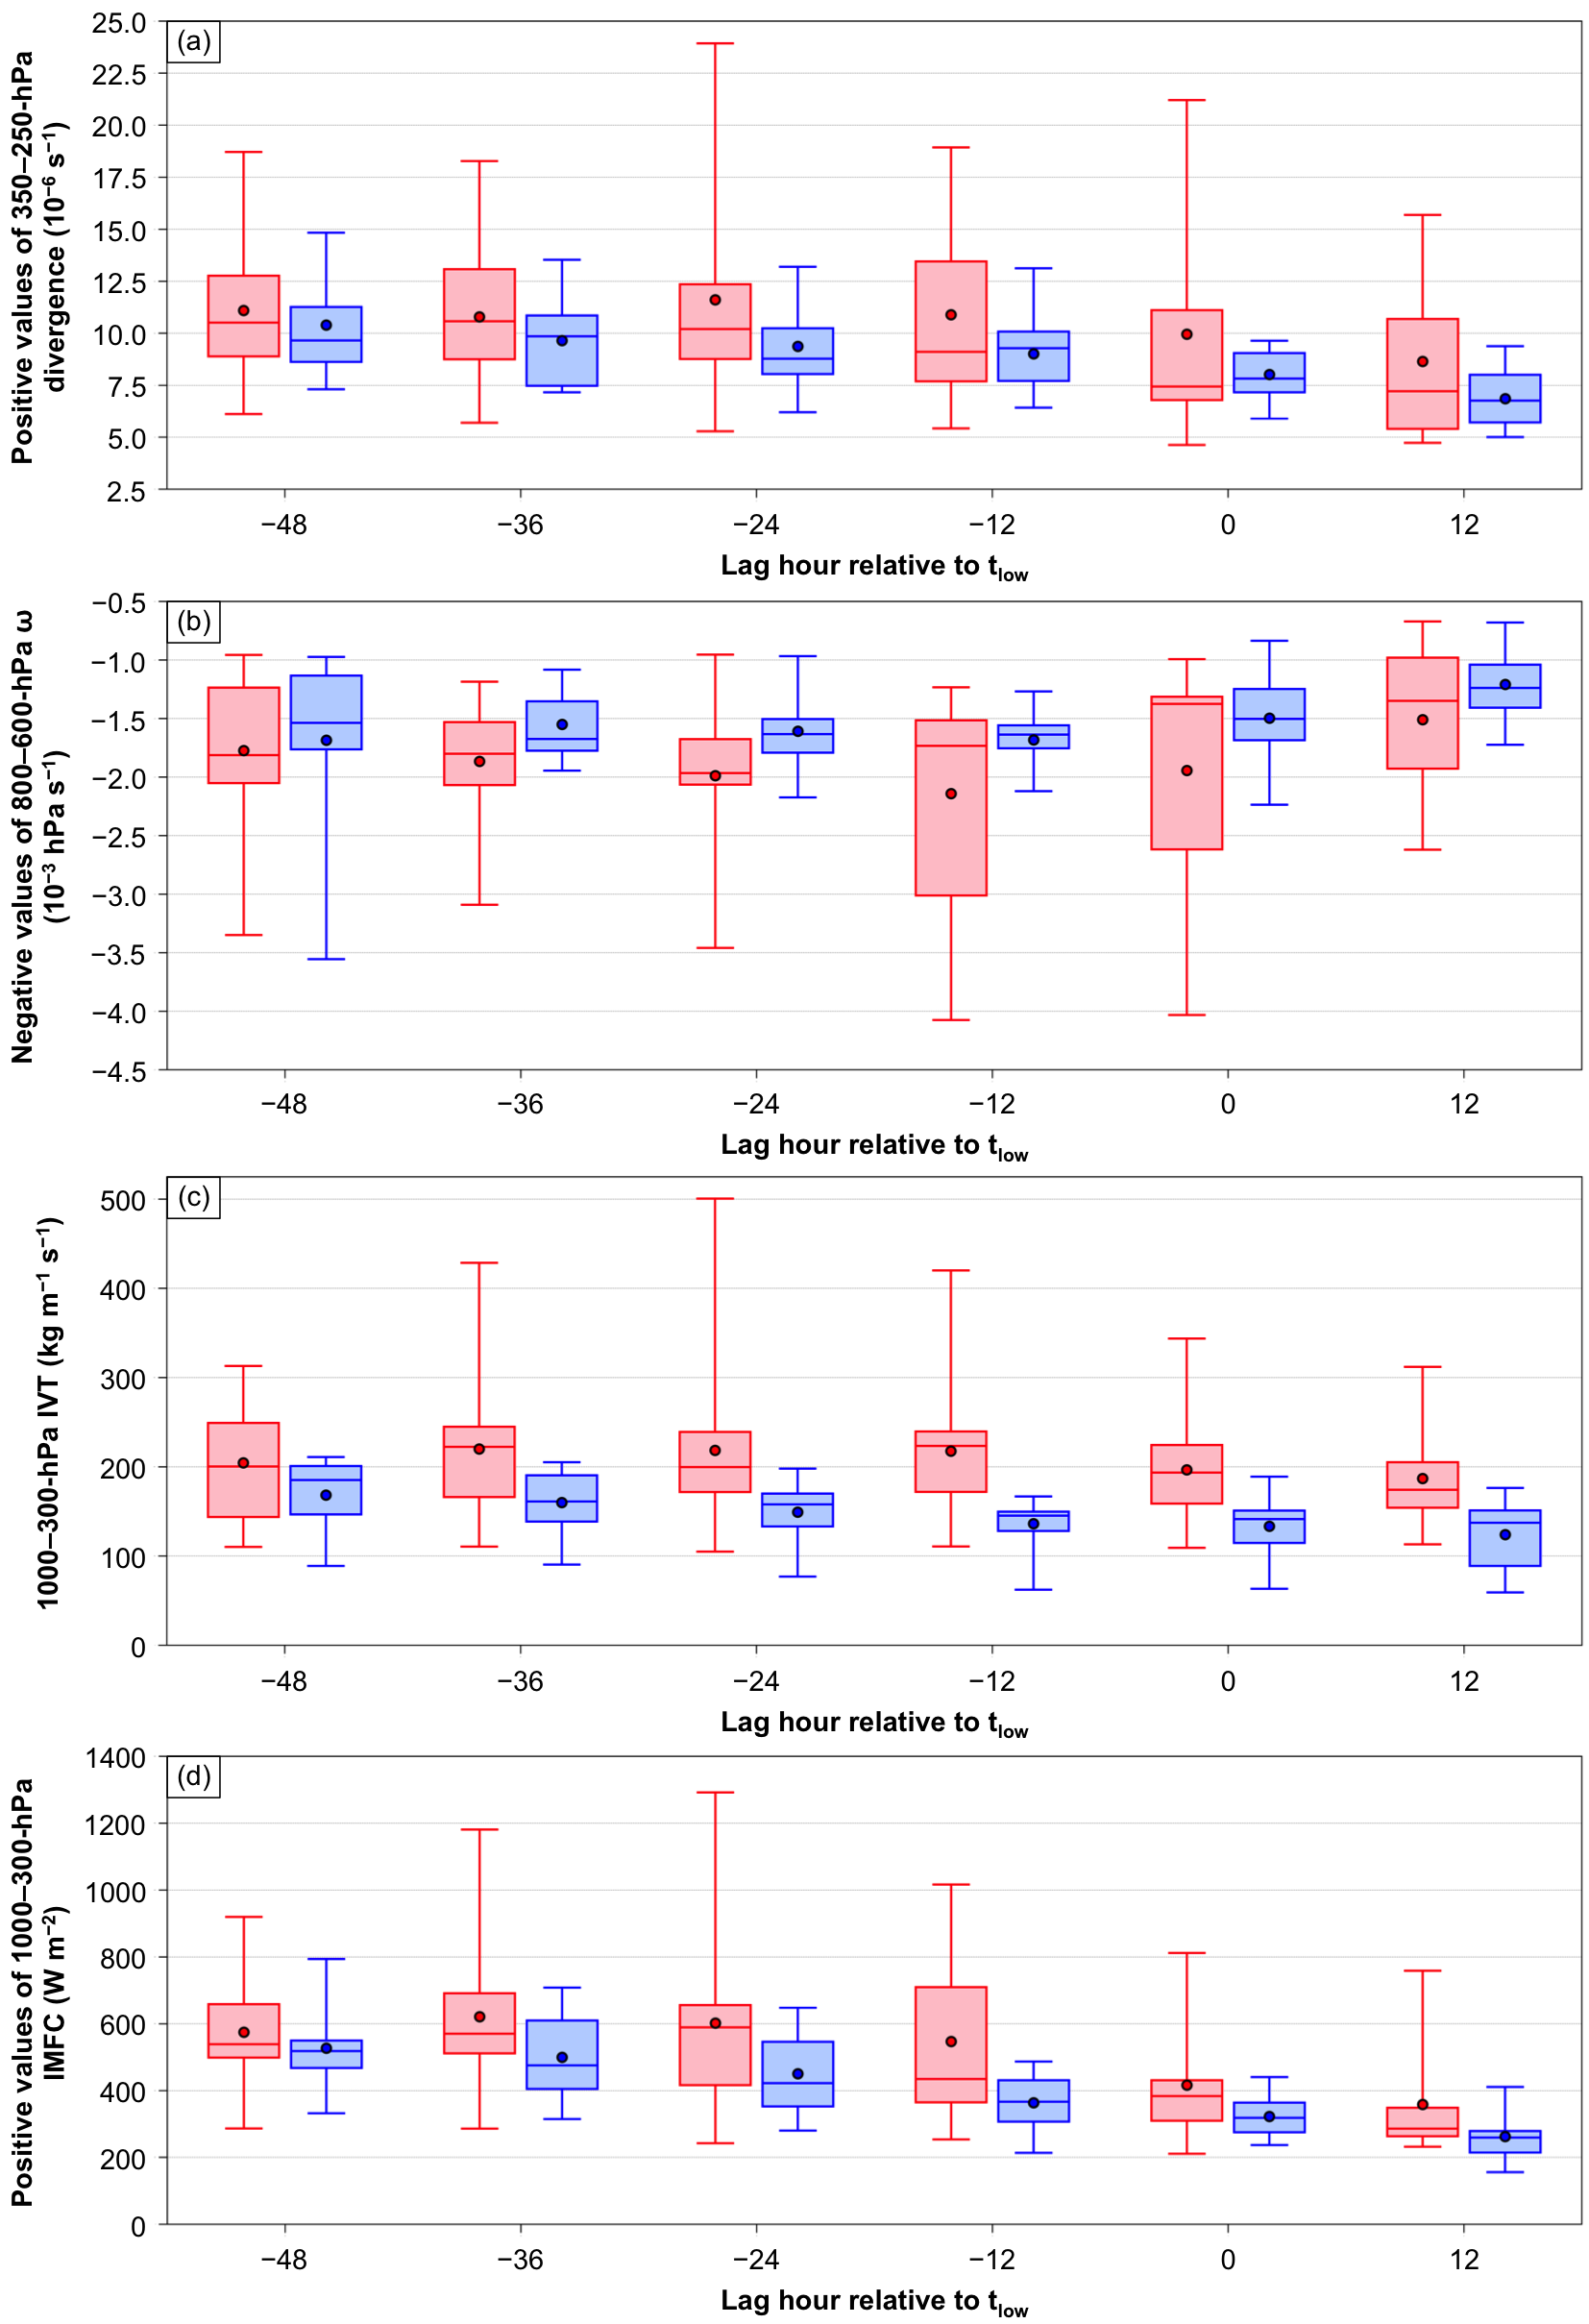 (a)
Positive values of 350–250-hPa
divergence (10⁻⁶ s⁻¹)
25.0
22.5
20.0
17.5
15.0
12.5
10.0
7.5
5.0
2.5
−48 −36 −24 −12 0 12
Lag hour relative to tlow
(b)
Negative values of 800–600-hPa ω
(10⁻³ hPa s⁻¹)
−0.5
−1.0
−1.5
−2.0
−2.5
−3.0
−3.5
−4.0
−4.5
−48 −36 −24 −12 0 12
Lag hour relative to tlow
(c)
1000–300-hPa IVT (kg m⁻¹ s⁻¹)
500
400
300
200
100
0
−48 −36 −24 −12 0 12
Lag hour relative to tlow
(d)
Positive values of 1000–300-hPa
IMFC (W m⁻²)
1400
1200
1000
800
600
400
200
0
−48 −36 −24 −12 0 12
Lag hour relative to tlow